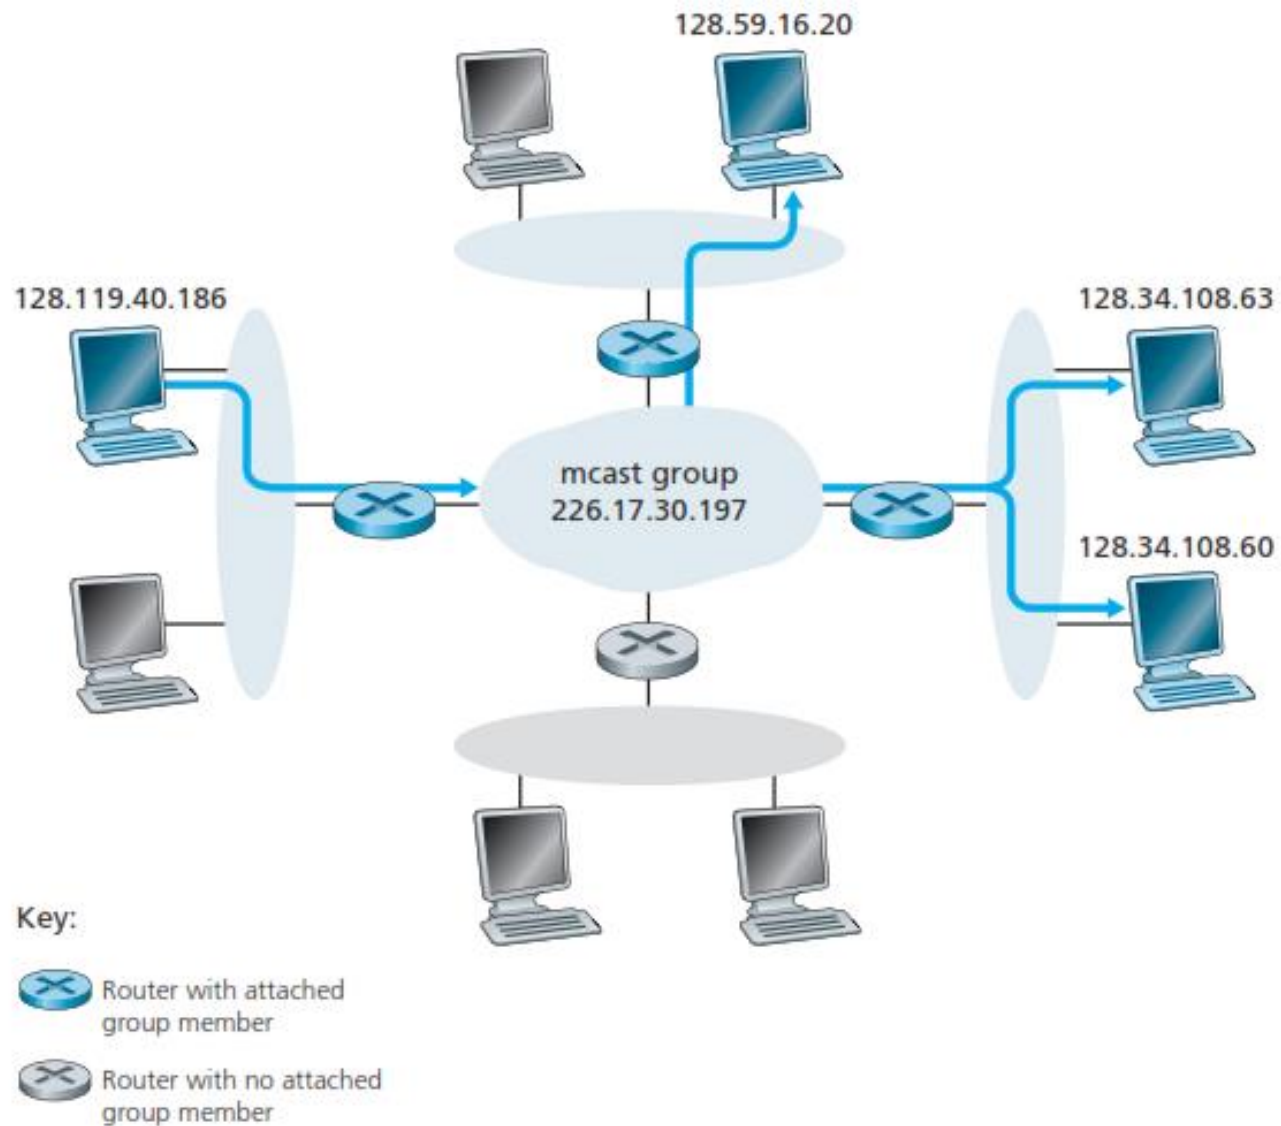 128.59.16.20
128.119.40.186
128.34.108.63
mcast group
226.17.30.197
128.34.108.60
Key:
Router with attached
group member
Router with no attached
group member